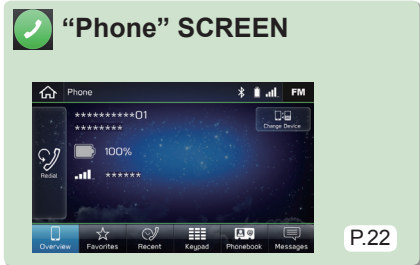 “Phone” SCREEN
Phone FM
**********01
********
Change Device
100%
Redial
******
Overview Favorites Recent Keypad Phonebook Messages
P.22